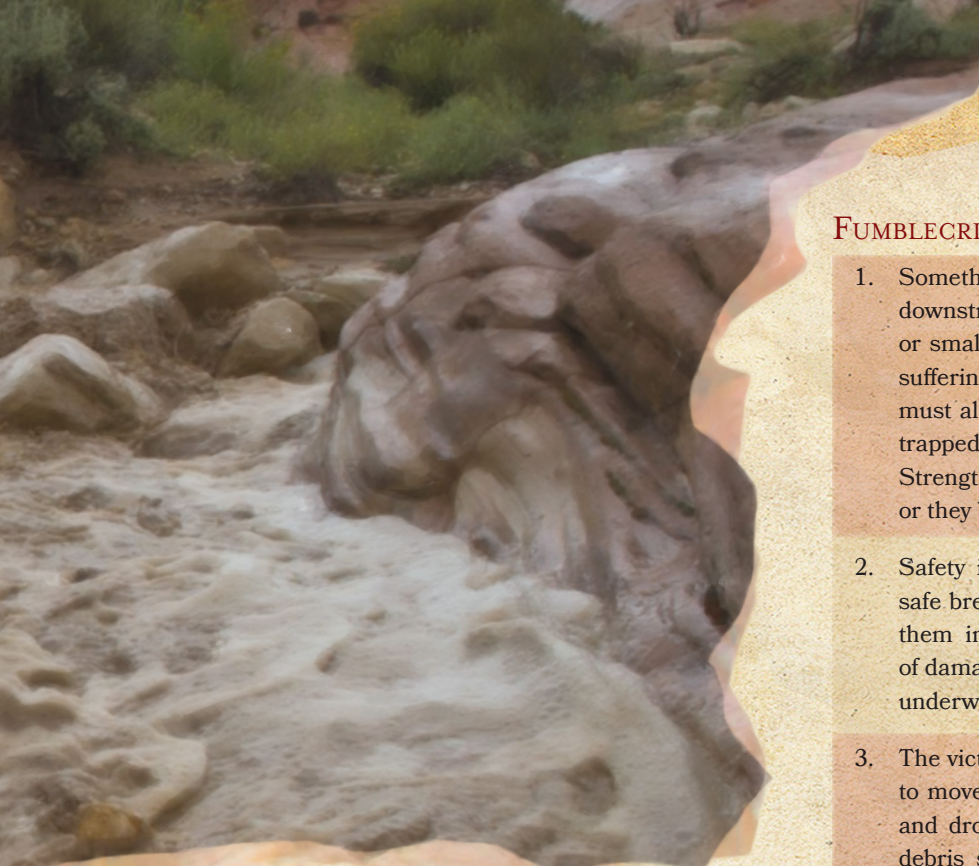 FUMBLECRI
1. Someth
downstr
or smal
sufferin
must al
trapped
Strengt
or they
2. Safety i
safe bre
them in
of dama
underw
3. The vict
to move
and dro
debris s